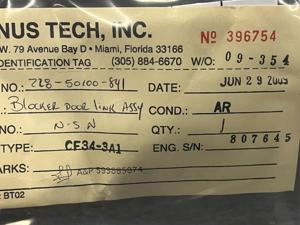 NUS TECH, INC. № 396754
W. 79 Avenue Bay D • Miami, Florida 33166
IDENTIFICATION TAG (305) 884-6670 W/O: 09-354
228-50100-841 DATE: JUN 29 2009
BLOCKER DOOR LINK ASSY COND.: AR
N-S-N QTY.: 1
TYPE: CF34-3A1 ENG. S/N: 807645
ARKS: A&P
BT02